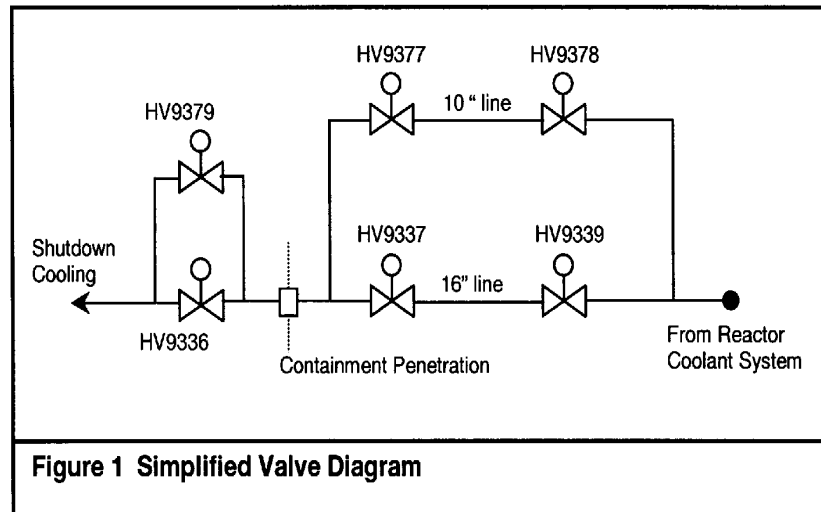 HV9377
HV9378
10 " line
HV9379
Shutdown
Cooling
HV9337
HV9339
16" line
HV9336
From Reactor
Coolant System
Containment Penetration
Figure 1 Simplified Valve Diagram